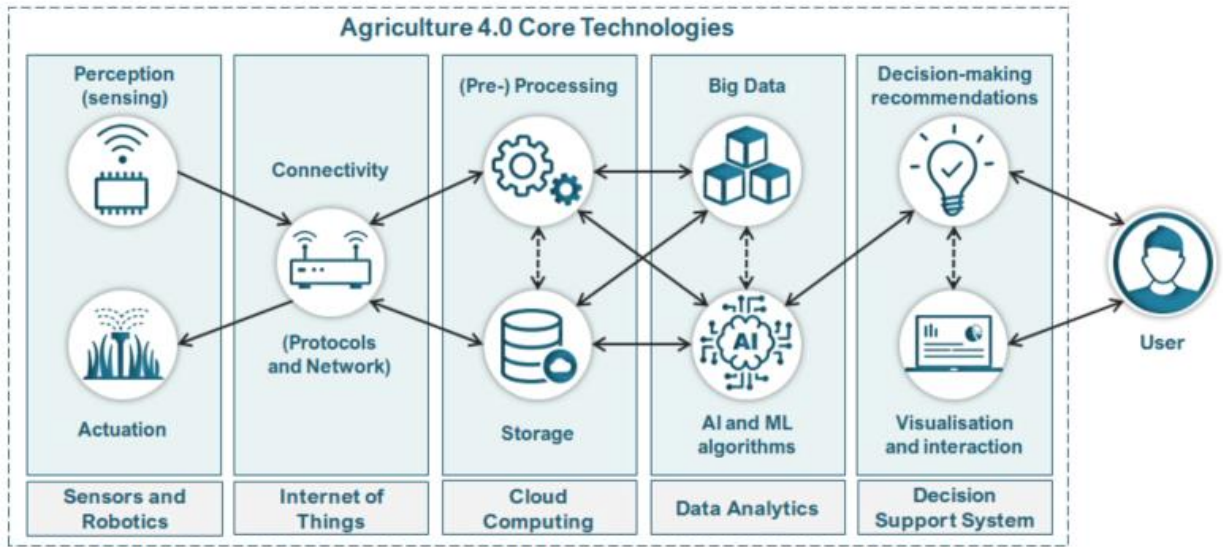 Agriculture 4.0 Core Technologies
Perception
(sensing)
Actuation
Sensors and
Robotics
Connectivity
(Protocols
and Network)
Internet of
Things
(Pre-) Processing
Storage
Cloud
Computing
Big Data
AI
AI and ML
algorithms
Data Analytics
Decision-making
recommendations
Visualisation
and interaction
Decision
Support System
User